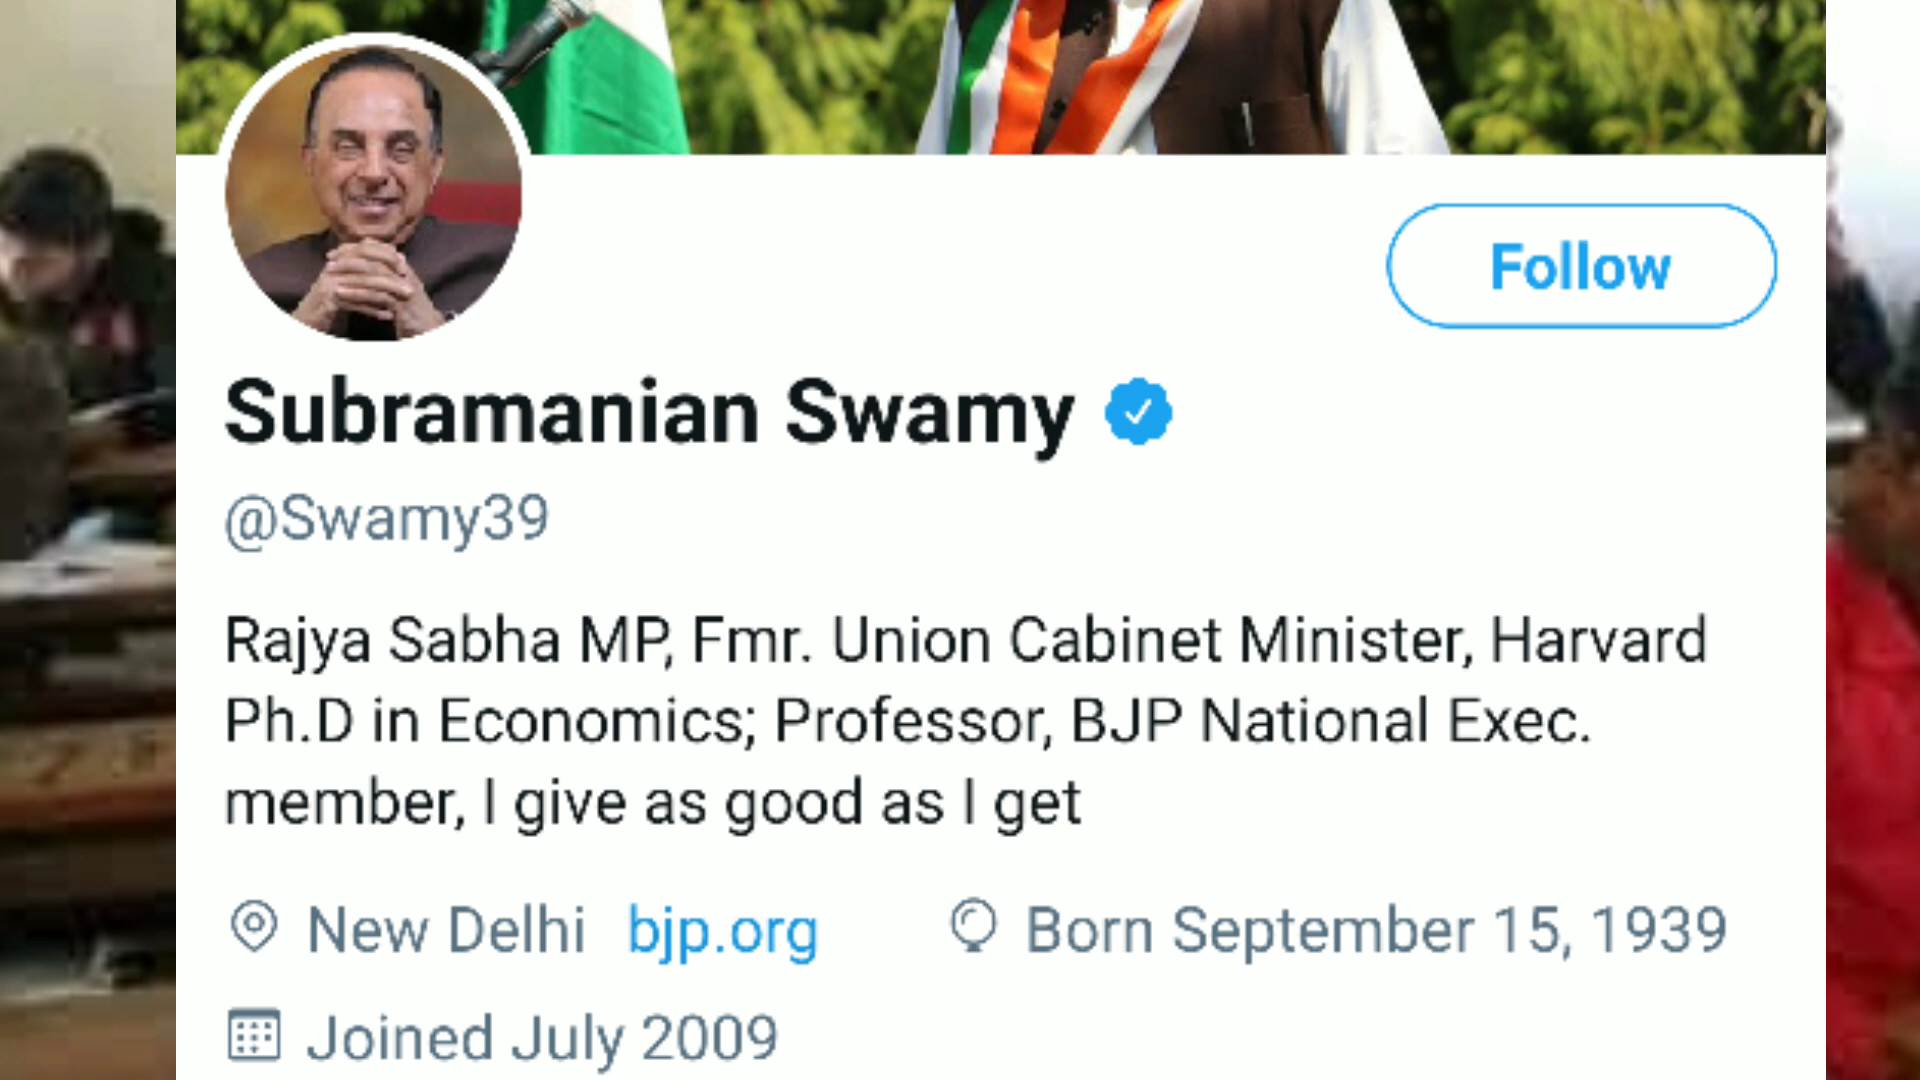 Follow
Subramanian Swamy
@Swamy39
Rajya Sabha MP, Fmr. Union Cabinet Minister, Harvard
Ph.D in Economics; Professor, BJP National Exec.
member, I give as good as I get
New Delhi bjp.org Born September 15, 1939
Joined July 2009